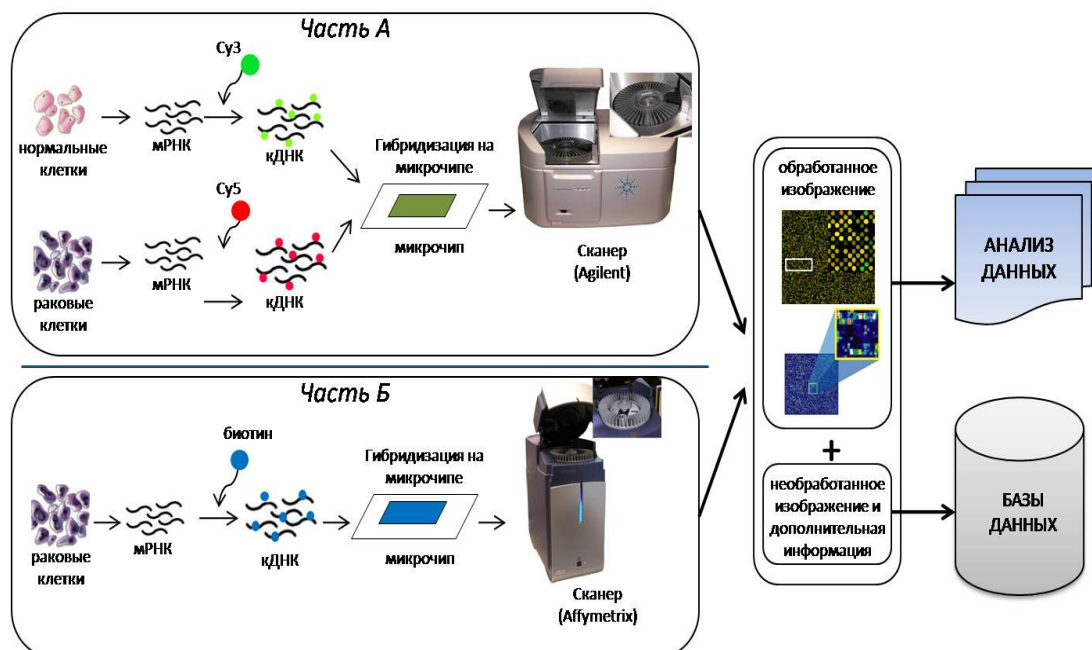 Часть А
Cy3
нормальные
клетки
мРНК
кДНК
Cy5
раковые
клетки
мРНК
кДНК
Гибридизация на
микрочипе
микрочип
Сканер
(Agilent)
Часть Б
биотин
раковые
клетки
мРНК
кДНК
Гибридизация на
микрочипе
микрочип
Сканер
(Affymetrix)
обработанное
изображение
+
необработанное
изображение и
дополнительная
информация
АНАЛИЗ
ДАННЫХ
БАЗЫ
ДАННЫХ